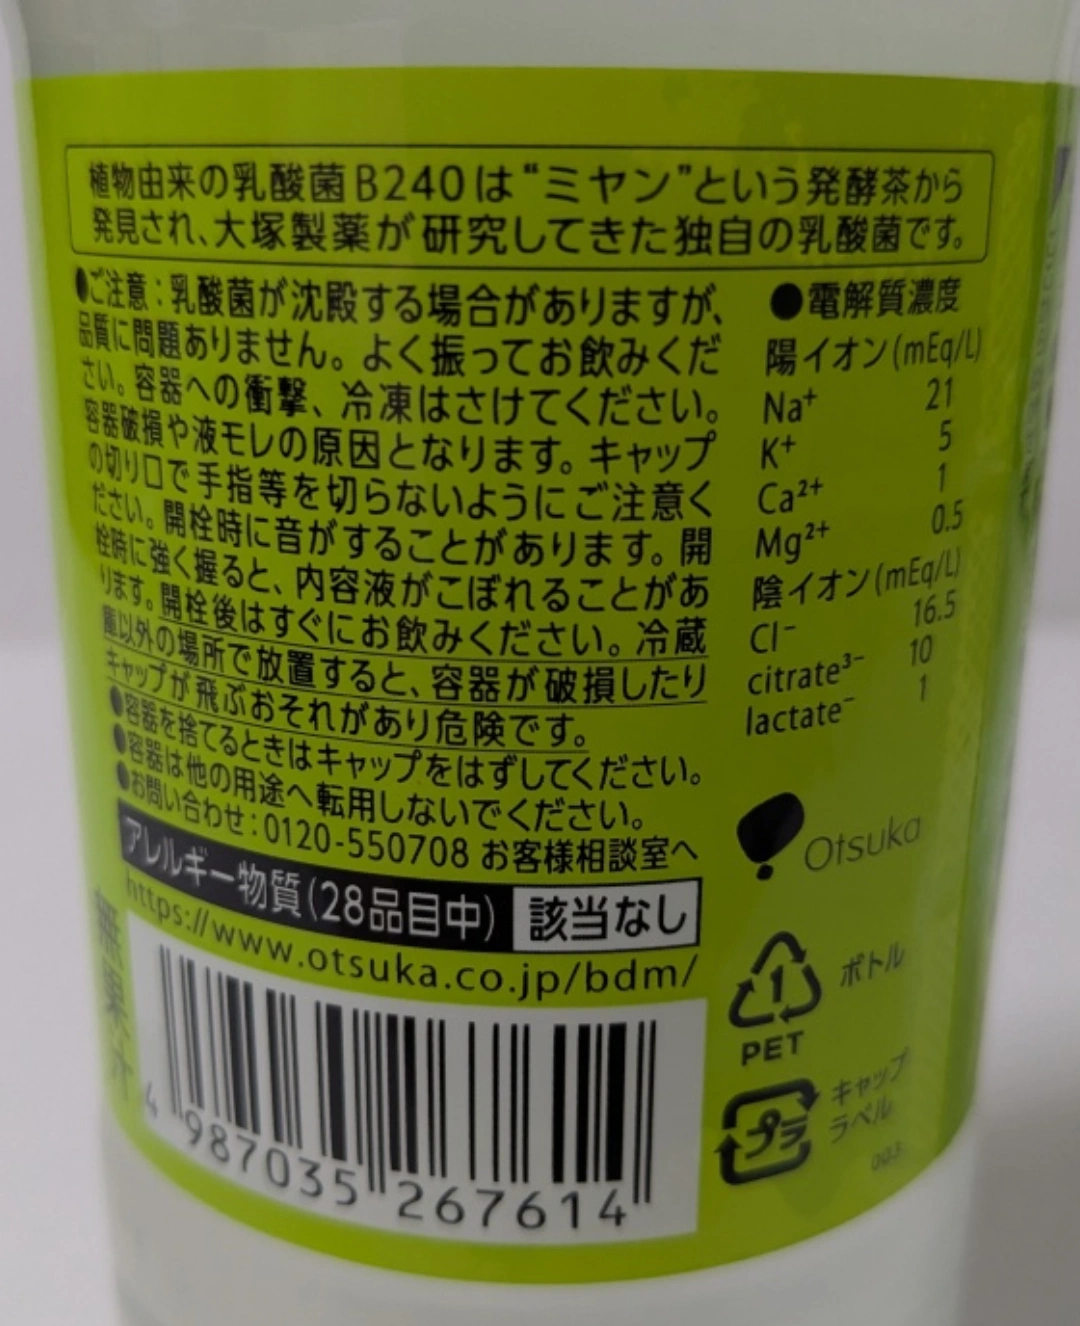 植物由来の乳酸菌B240は“ミヤン”という発酵茶から
発見され、大塚製薬が研究してきた独自の乳酸菌です。
●ご注意：乳酸菌が沈殿する場合がありますが、
品質に問題ありません。よく振ってお飲みくだ
さい。容器への衝撃、冷凍はさけてください。
容器破損や液モレの原因となります。キャップ
の切り口で手指等を切らないようにご注意く
ださい。開栓時に音がすることがあります。開
栓時に強く握ると、内容液がこぼれることがあ
ります。開栓後はすぐにお飲みください。冷蔵
庫以外の場所で放置すると、容器が破損したり
キャップが飛ぶおそれがあり危険です。
●容器を捨てるときはキャップをはずしてください。
●容器は他の用途へ転用しないでください。
●お問い合わせ：0120-550708 お客様相談室へ
アレルギー物質(28品目中) 該当なし
https://www.otsuka.co.jp/bdm/
4 987035 267614
無果汁
●電解質濃度
陽イオン(mEq/L)
Na⁺ 21
K⁺ 5
Ca²⁺ 1
Mg²⁺ 0.5
陰イオン(mEq/L)
Cl⁻ 16.5
citrate³⁻ 10
lactate⁻ 1
Otsuka
1 ボトル
PET
プラ キャップ
ラベル
003